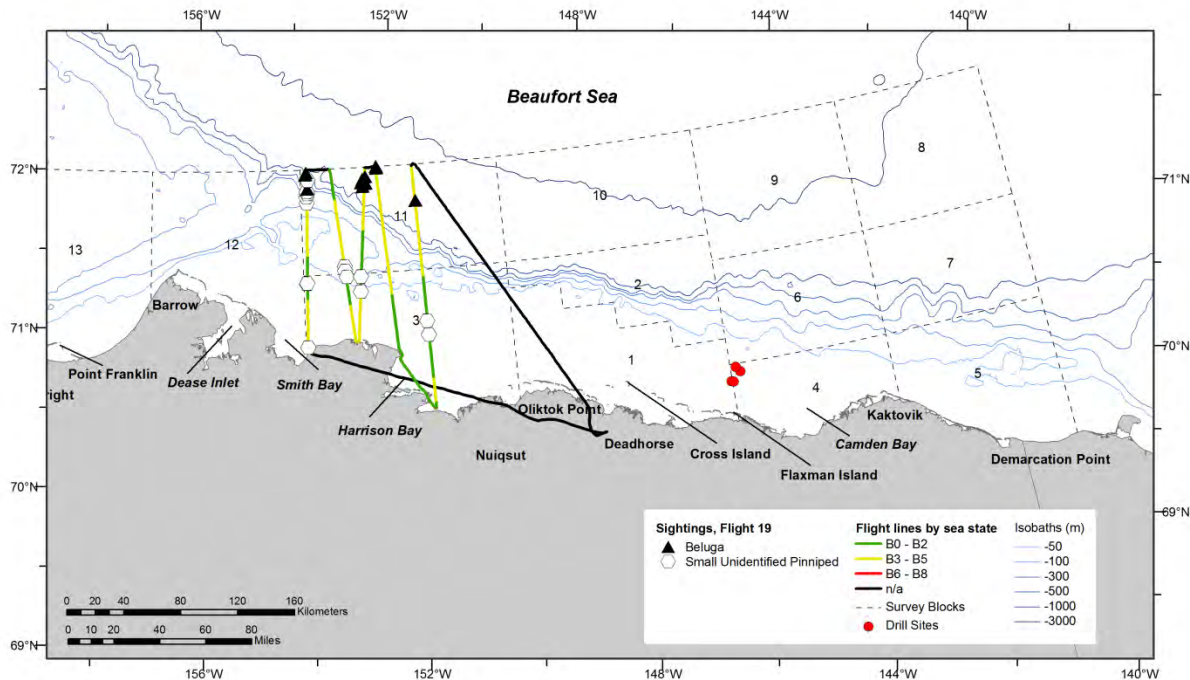 156°W 152°W 148°W 144°W 140°W
Beaufort Sea
72°N
71°N
8
9
10
11
13
12
7
2
6
71°N
Barrow
3
70°N
Point Franklin
1
Dease Inlet
Smith Bay
4
5
right
Kaktovik
Oliktok Point
Harrison Bay
Deadhorse
Camden Bay
Nuiqsut
Cross Island
Demarcation Point
Flaxman Island
70°N
69°N
Sightings, Flight 19
Beluga
Small Unidentified Pinniped
Flight lines by sea state
B0 - B2
B3 - B5
B6 - B8
n/a
Survey Blocks
Drill Sites
Isobaths (m)
-50
-100
-300
-500
-1000
-3000
0 20 40 80 120 160
Kilometers
0 10 20 40 60 80
Miles
69°N
156°W 152°W 148°W 144°W 140°W